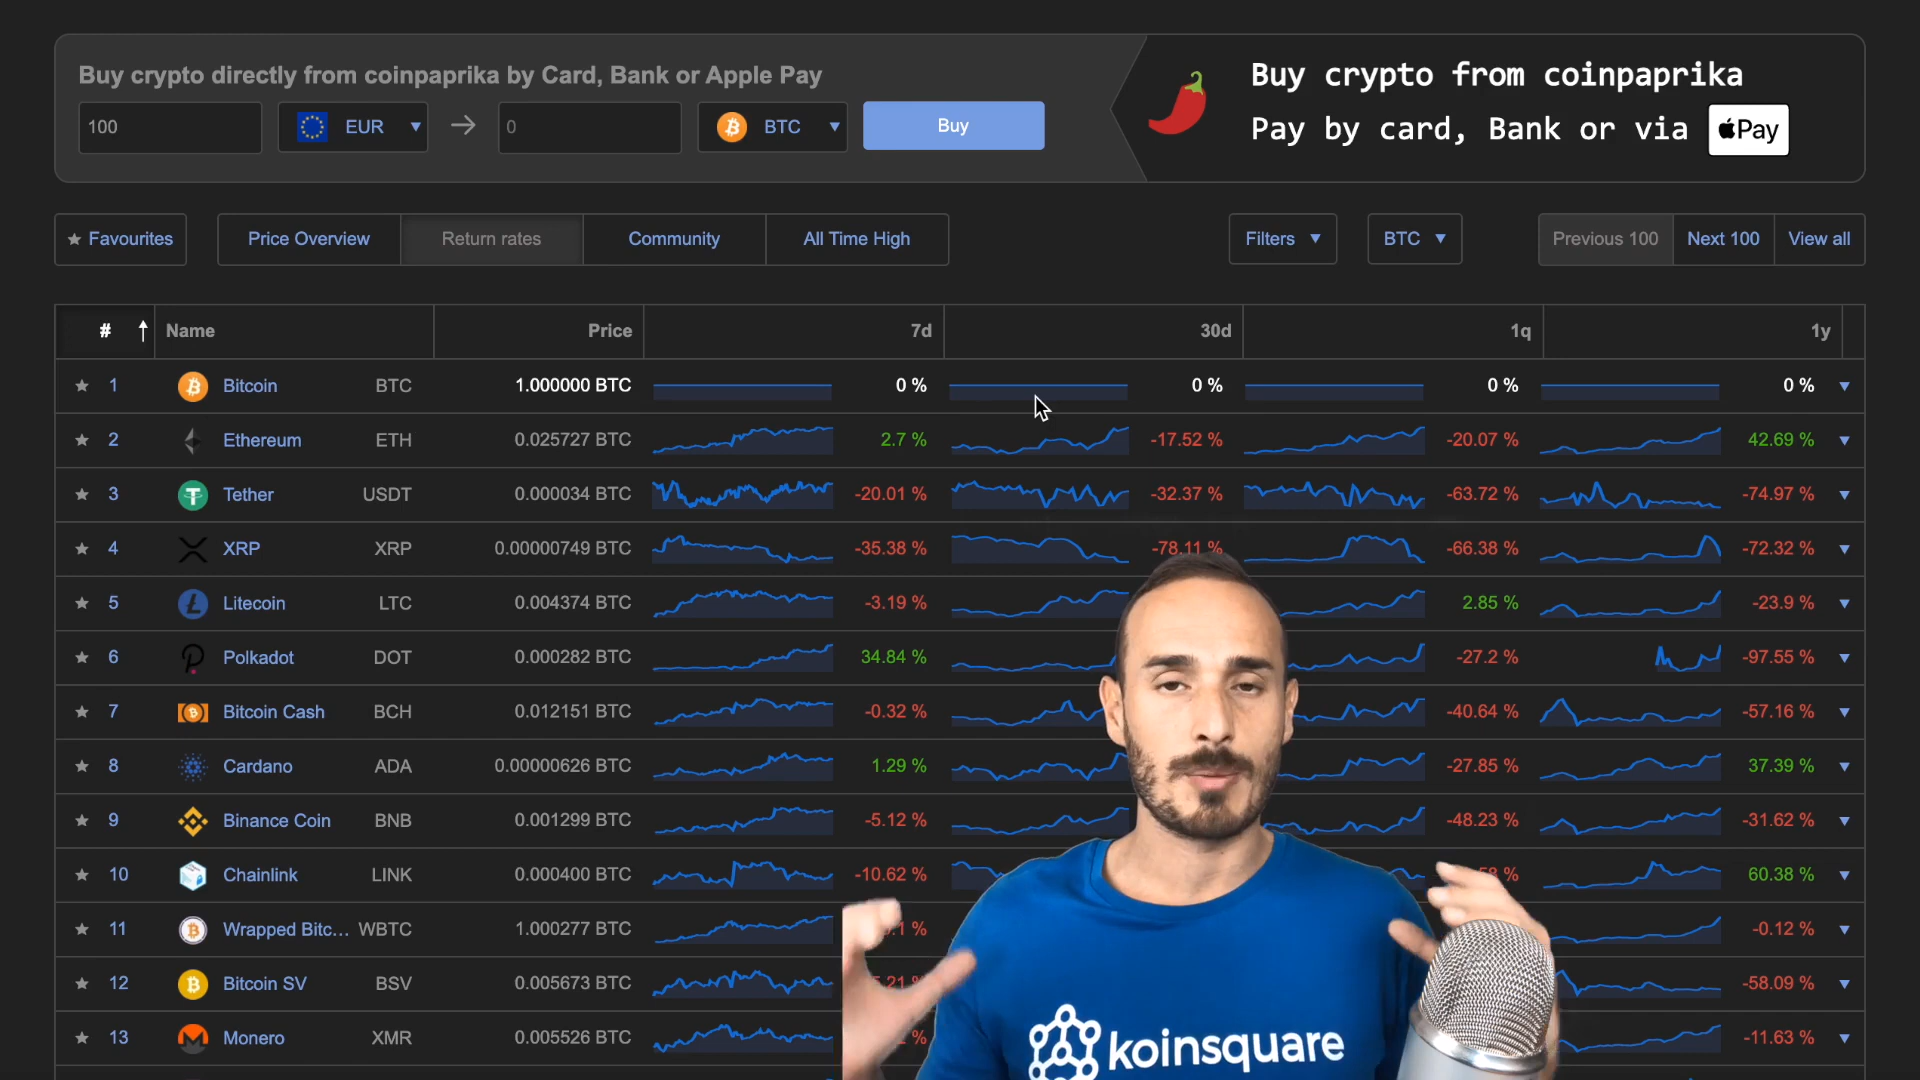 Buy crypto directly from coinpaprika by Card, Bank or Apple Pay
100 EUR 0 BTC Buy
Buy crypto from coinpaprika
Pay by card, Bank or via Pay
Favourites Price Overview Return rates Community All Time High Filters BTC Previous 100 Next 100 View all
# Name Price 7d 30d 1q 1y
1 Bitcoin BTC 1.000000 BTC 0 % 0 % 0 % 0 %
2 Ethereum ETH 0.025727 BTC 2.7 % -17.52 % -20.07 % 42.69 %
3 Tether USDT 0.000034 BTC -20.01 % -32.37 % -63.72 % -74.97 %
4 XRP XRP 0.00000749 BTC -35.38 % -78.11 % -66.38 % -72.32 %
5 Litecoin LTC 0.004374 BTC -3.19 % 2.85 % -23.9 %
6 Polkadot DOT 0.000282 BTC 34.84 % -27.2 % -97.55 %
7 Bitcoin Cash BCH 0.012151 BTC -0.32 % -40.64 % -57.16 %
8 Cardano ADA 0.00000626 BTC 1.29 % -27.85 % 37.39 %
9 Binance Coin BNB 0.001299 BTC -5.12 % -48.23 % -31.62 %
10 Chainlink LINK 0.000400 BTC -10.62 % % 60.38 %
11 Wrapped Bitc... WBTC 1.000277 BTC % -0.12 %
12 Bitcoin SV BSV 0.005673 BTC -58.09 %
13 Monero XMR 0.005526 BTC % -11.63 %
koinsquare